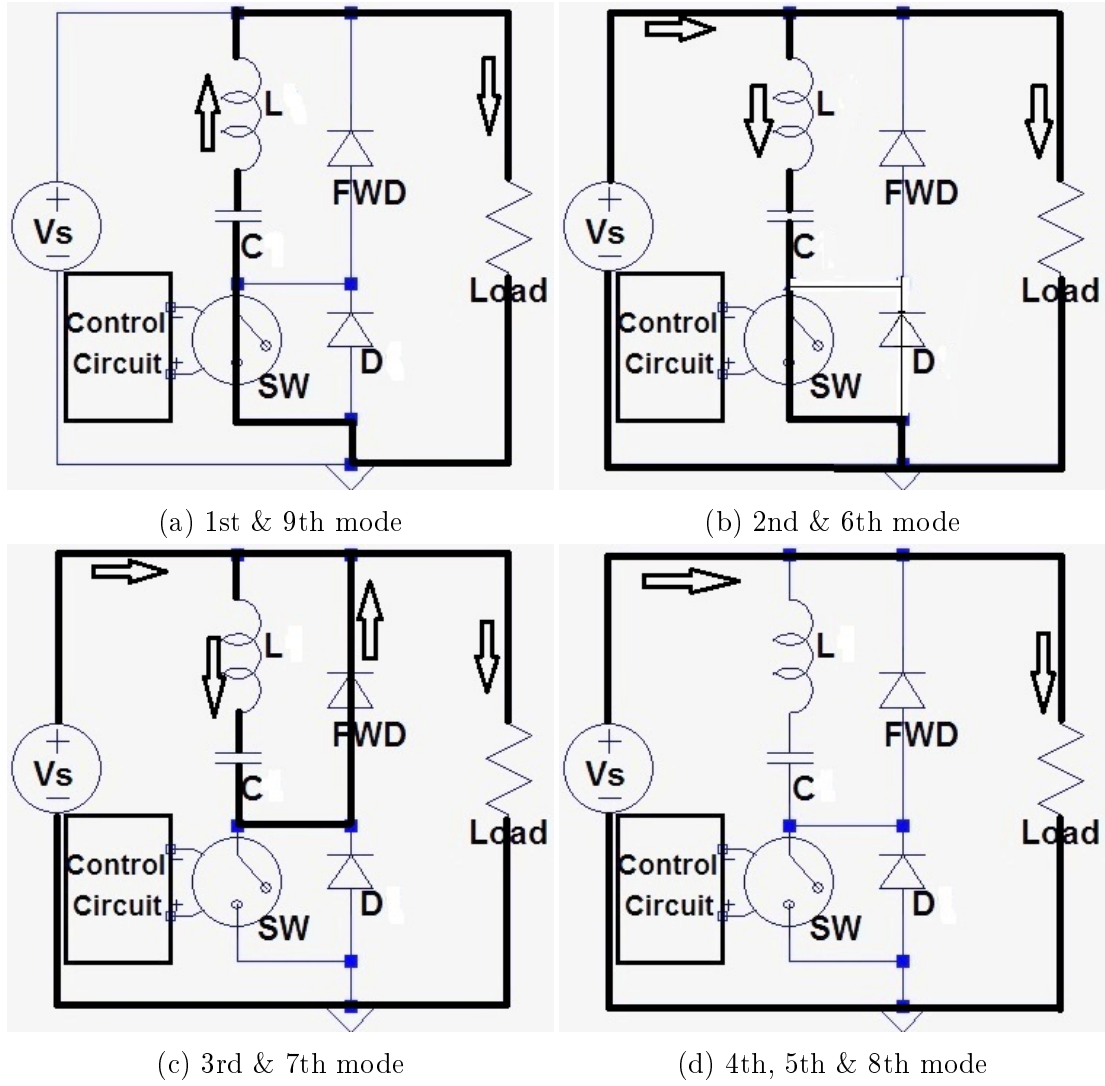 L
FWD
+
Vs
−
C
Load
Control
Circuit
+
SW
D
(a) 1st & 9th mode
L
FWD
+
Vs
−
C
Load
Control
Circuit
+
SW
D
(b) 2nd & 6th mode
L
FWD
+
Vs
−
C
Load
Control
Circuit
+
SW
D
(c) 3rd & 7th mode
L
FWD
+
Vs
−
C
Load
Control
Circuit
+
SW
D
(d) 4th, 5th & 8th mode